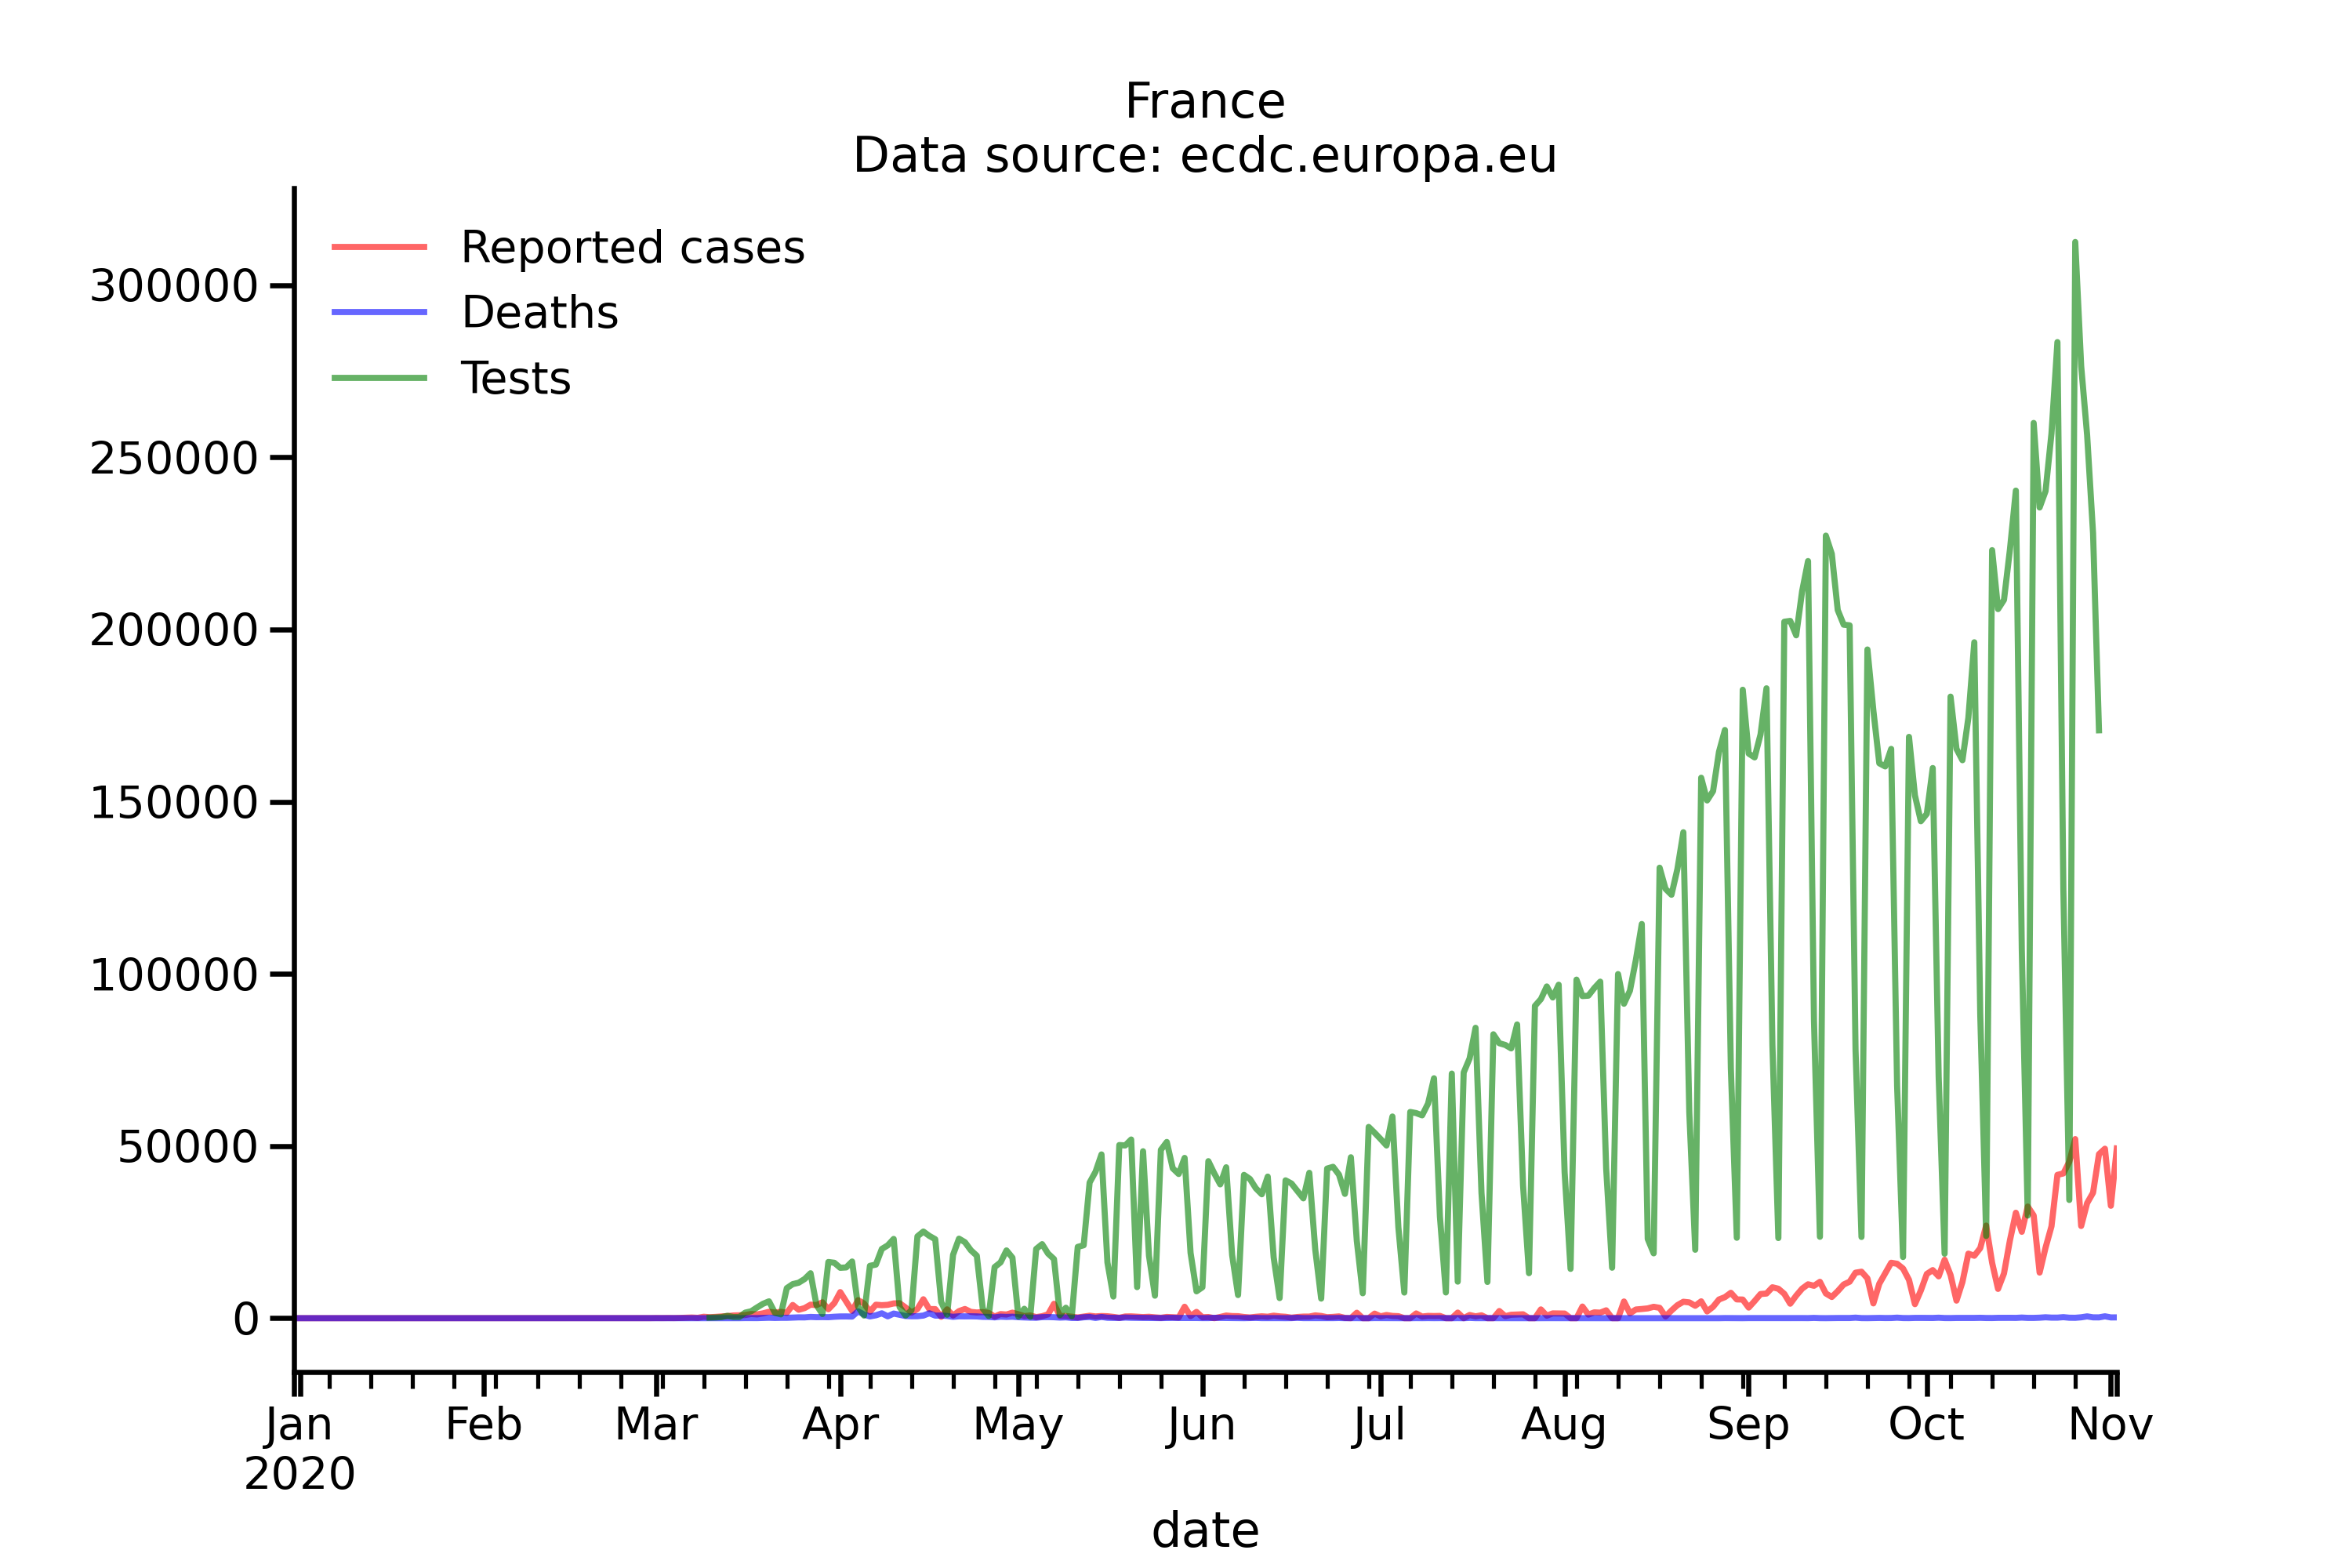 France
Data source: ecdc.europa.eu
Reported cases
Deaths
Tests
300000
250000
200000
150000
100000
50000
0
Jan Feb Mar Apr May Jun Jul Aug Sep Oct Nov
2020
date